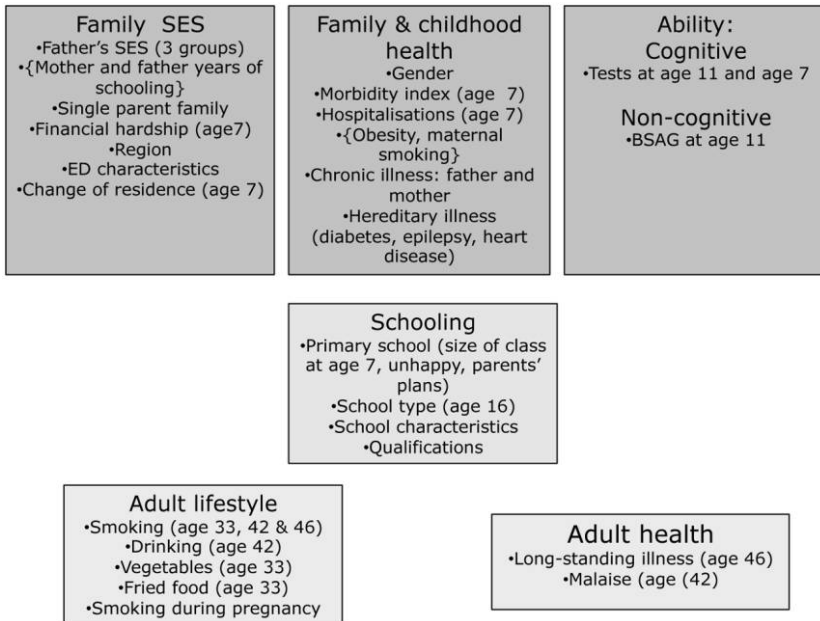 Family  SES
•Father's SES (3 groups)
•{Mother and father years of
schooling}
•Single parent family
•Financial hardship (age7)
•Region
•ED characteristics
•Change of residence (age 7)
Family & childhood
health
•Gender
•Morbidity index (age  7)
•Hospitalisations (age 7)
•{Obesity, maternal
smoking}
•Chronic illness: father and
mother
•Hereditary illness
(diabetes, epilepsy, heart
disease)
Ability:
Cognitive
•Tests at age 11 and age 7
Non-cognitive
•BSAG at age 11
Schooling
•Primary school (size of class
at age 7, unhappy, parents'
plans)
•School type (age 16)
•School characteristics
•Qualifications
Adult lifestyle
•Smoking (age 33, 42 & 46)
•Drinking (age 42)
•Vegetables (age 33)
•Fried food (age 33)
•Smoking during pregnancy
Adult health
•Long-standing illness (age 46)
•Malaise (age (42)